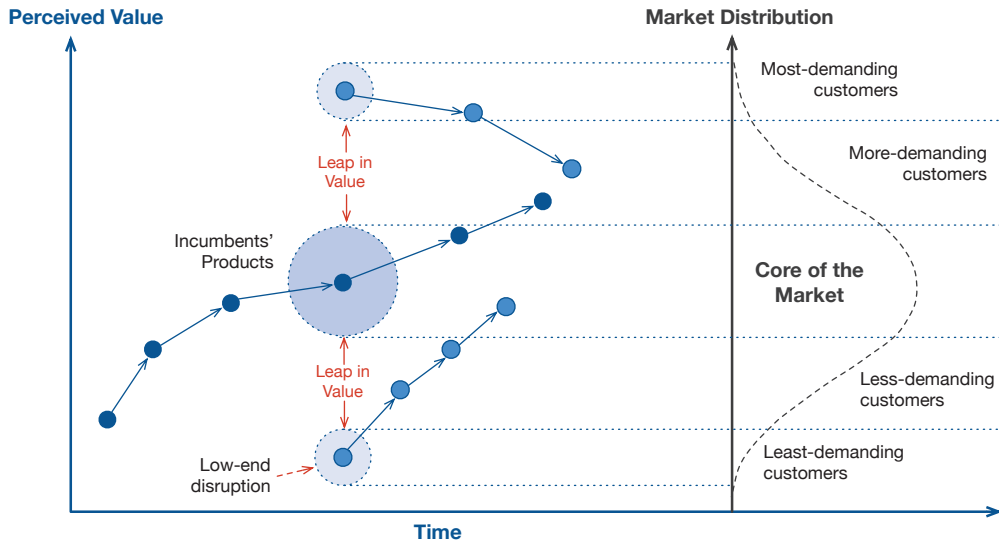 Perceived Value
Market Distribution
Most-demanding
customers
Leap in
Value
More-demanding
customers
Incumbents’
Products
Core of the
Market
Leap in
Value
Less-demanding
customers
Low-end
disruption
Least-demanding
customers
Time